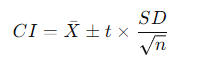 CI = X̄ ± t × SD/√n